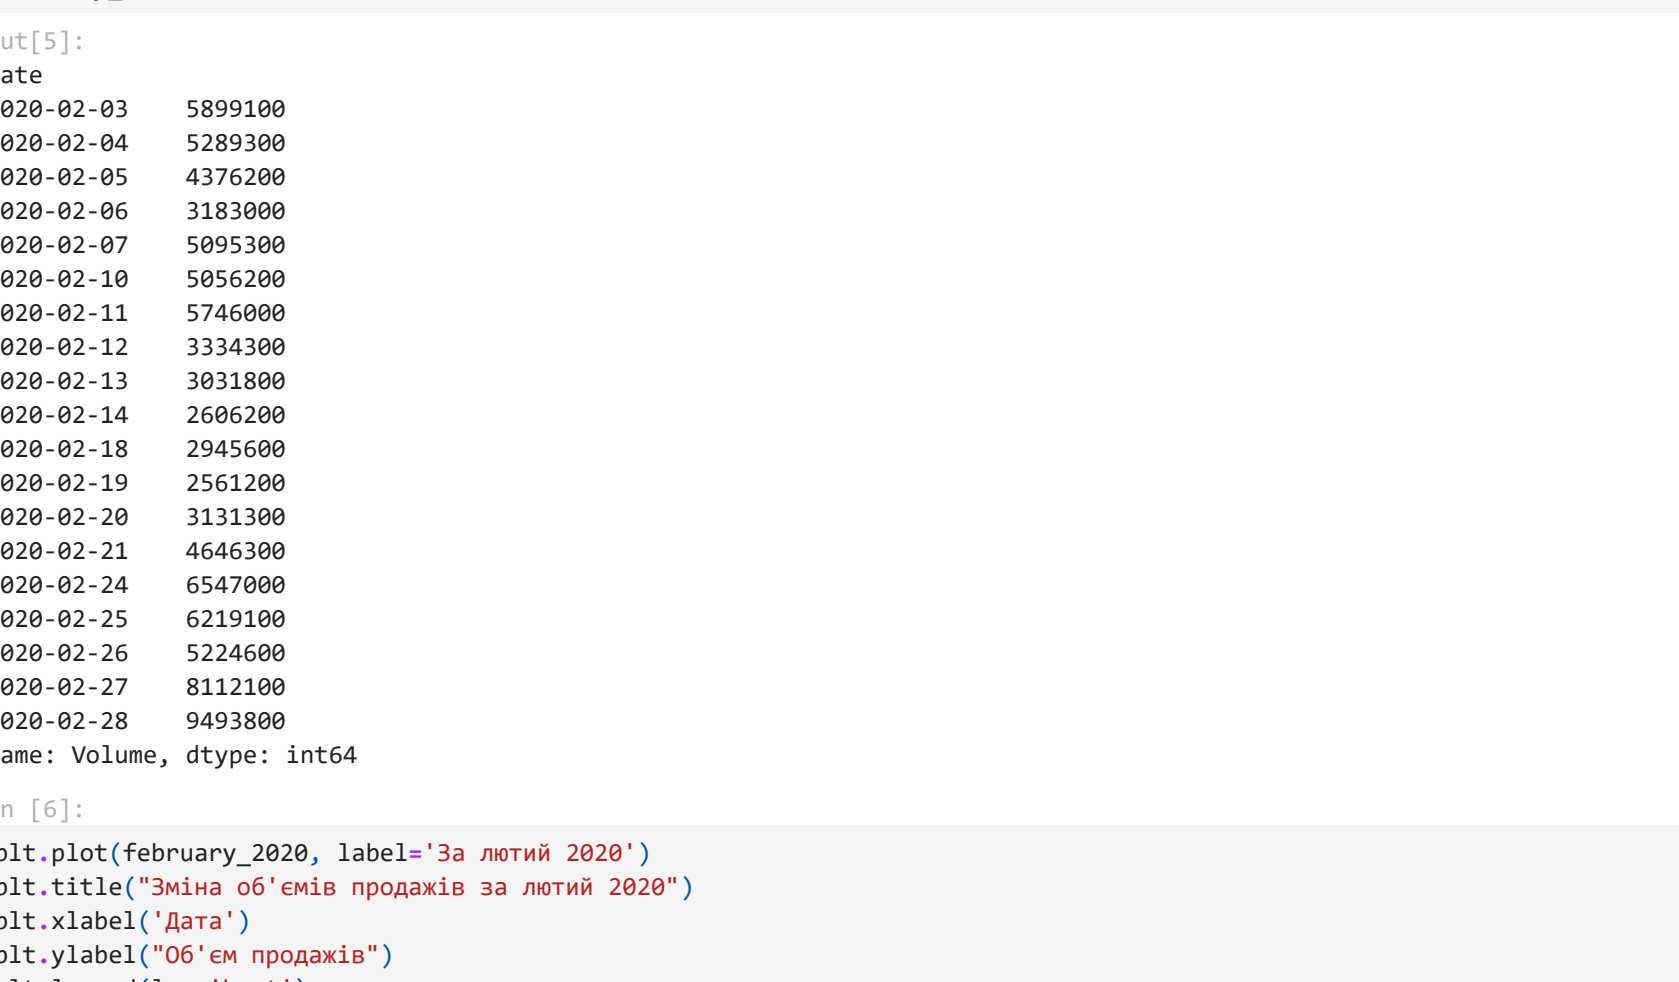 ut[5]:
ate
020-02-03    5899100
020-02-04    5289300
020-02-05    4376200
020-02-06    3183000
020-02-07    5095300
020-02-10    5056200
020-02-11    5746000
020-02-12    3334300
020-02-13    3031800
020-02-14    2606200
020-02-18    2945600
020-02-19    2561200
020-02-20    3131300
020-02-21    4646300
020-02-24    6547000
020-02-25    6219100
020-02-26    5224600
020-02-27    8112100
020-02-28    9493800
ame: Volume, dtype: int64
n [6]:
plt.plot(february_2020, label='За лютий 2020')
plt.title("Зміна об'ємів продажів за лютий 2020")
plt.xlabel('Дата')
plt.ylabel("Об'єм продажів")